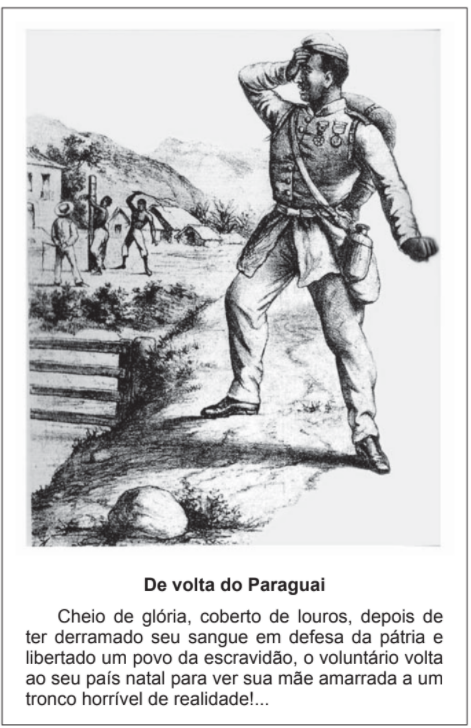 De volta do Paraguai
Cheio de glória, coberto de louros, depois de
ter derramado seu sangue em defesa da pátria e
libertado um povo da escravidão, o voluntário volta
ao seu país natal para ver sua mãe amarrada a um
tronco horrível de realidade!...